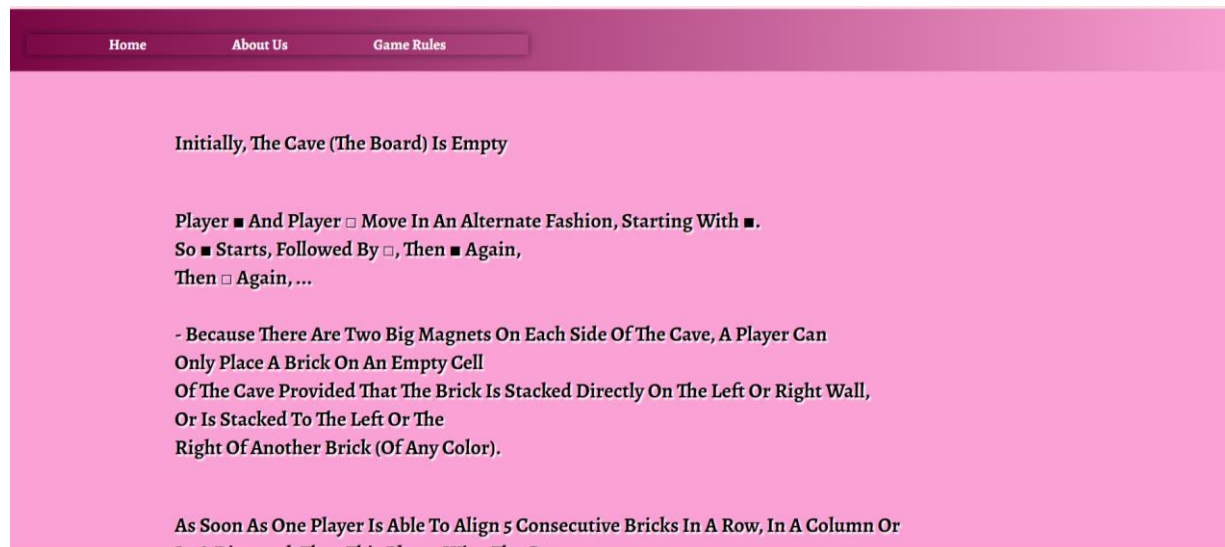 Home About Us Game Rules
Initially, The Cave (The Board) Is Empty
Player ■ And Player □ Move In An Alternate Fashion, Starting With ■.
So ■ Starts, Followed By □, Then ■ Again,
Then □ Again, ...
- Because There Are Two Big Magnets On Each Side Of The Cave, A Player Can
Only Place A Brick On An Empty Cell
Of The Cave Provided That The Brick Is Stacked Directly On The Left Or Right Wall,
Or Is Stacked To The Left Or The
Right Of Another Brick (Of Any Color).
As Soon As One Player Is Able To Align 5 Consecutive Bricks In A Row, In A Column Or